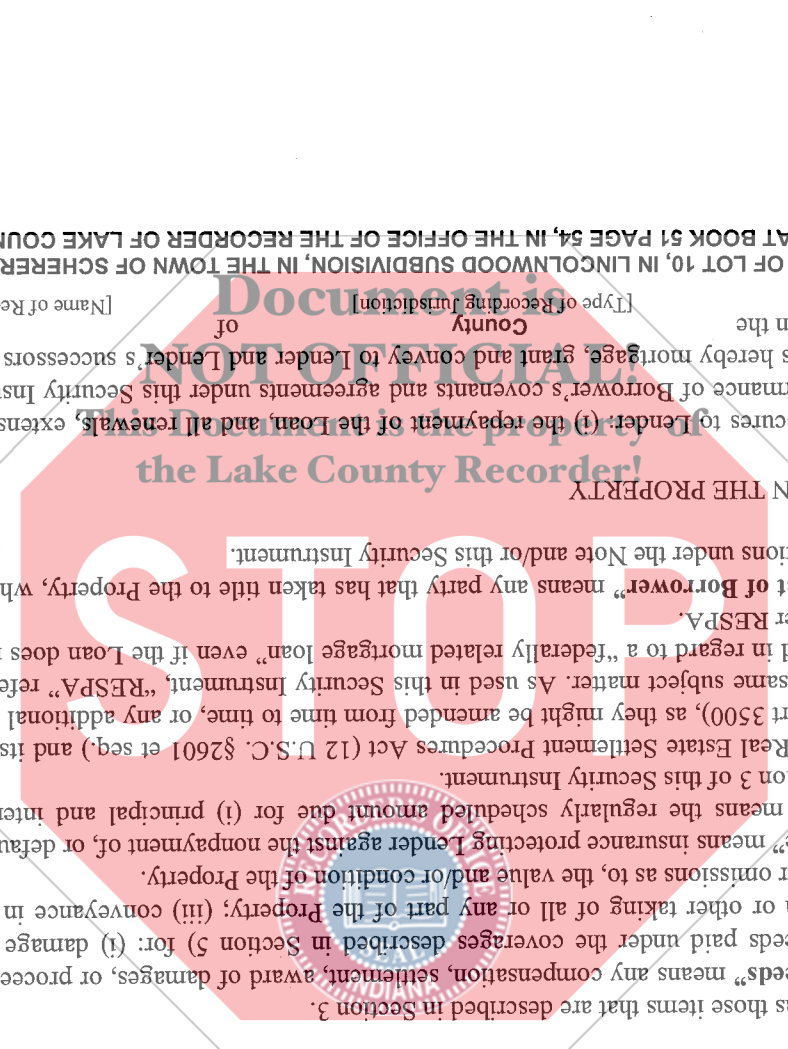 Document is
NOT OFFICIAL!
This Document is the property of
the Lake County Recorder!
STOP
RECORDER'S OFFICE
SEAL
INDIANA
s those items that are described in Section 3.
eeds" means any compensation, settlement, award of damages, or proceed
eeds paid under the coverages described in Section 5) for: (i) damage
n or other taking of all or any part of the Property; (iii) conveyance in
r omissions as to, the value and/or condition of the Property.
e" means insurance protecting Lender against the nonpayment of, or defau
means the regularly scheduled amount due for (i) principal and inter
on 3 of this Security Instrument.
Real Estate Settlement Procedures Act (12 U.S.C. §2601 et seq.) and its
rt 3500), as they might be amended from time to time, or any additional
same subject matter. As used in this Security Instrument, "RESPA" refe
d in regard to a "federally related mortgage loan" even if the Loan does
er RESPA.
t of Borrower" means any party that has taken title to the Property, wh
tions under the Note and/or this Security Instrument.
N THE PROPERTY
cures to Lender: (i) the repayment of the Loan, and all renewals, extens
rmance of Borrower's covenants and agreements under this Security Ins
s hereby mortgage, grant and convey to Lender and Lender's successors
n the County of
[Type of Recording Jurisdiction] [Name of Re
OF LOT 10, IN LINCOLNWOOD SUBDIVISION, IN THE TOWN OF SCHERER
AT BOOK 51 PAGE 54, IN THE OFFICE OF THE RECORDER OF LAKE COUN